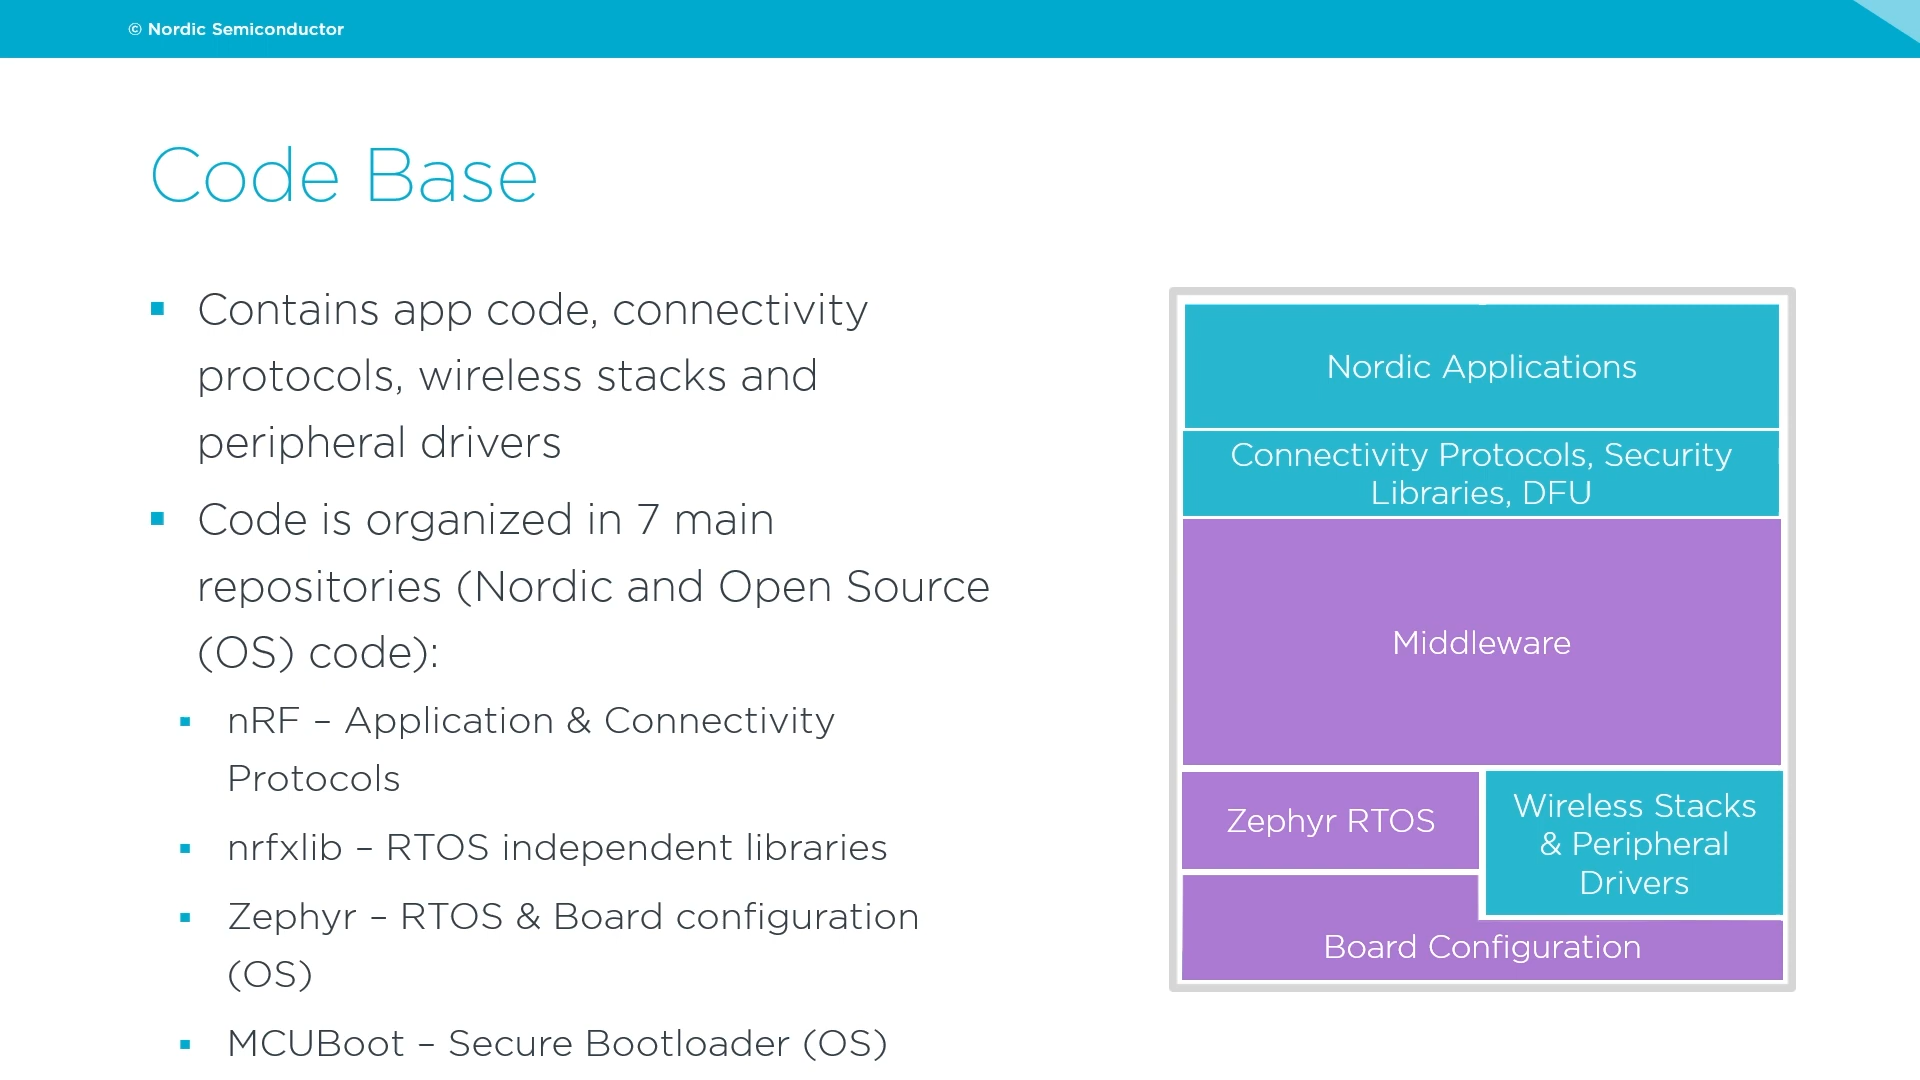 © Nordic Semiconductor
Code Base
▪ Contains app code, connectivity
protocols, wireless stacks and
peripheral drivers
▪ Code is organized in 7 main
repositories (Nordic and Open Source
(OS) code):
▪ nRF – Application & Connectivity
Protocols
▪ nrfxlib – RTOS independent libraries
▪ Zephyr – RTOS & Board configuration
(OS)
▪ MCUBoot – Secure Bootloader (OS)
Nordic Applications
Connectivity Protocols, Security
Libraries, DFU
Middleware
Zephyr RTOS
Wireless Stacks
& Peripheral
Drivers
Board Configuration